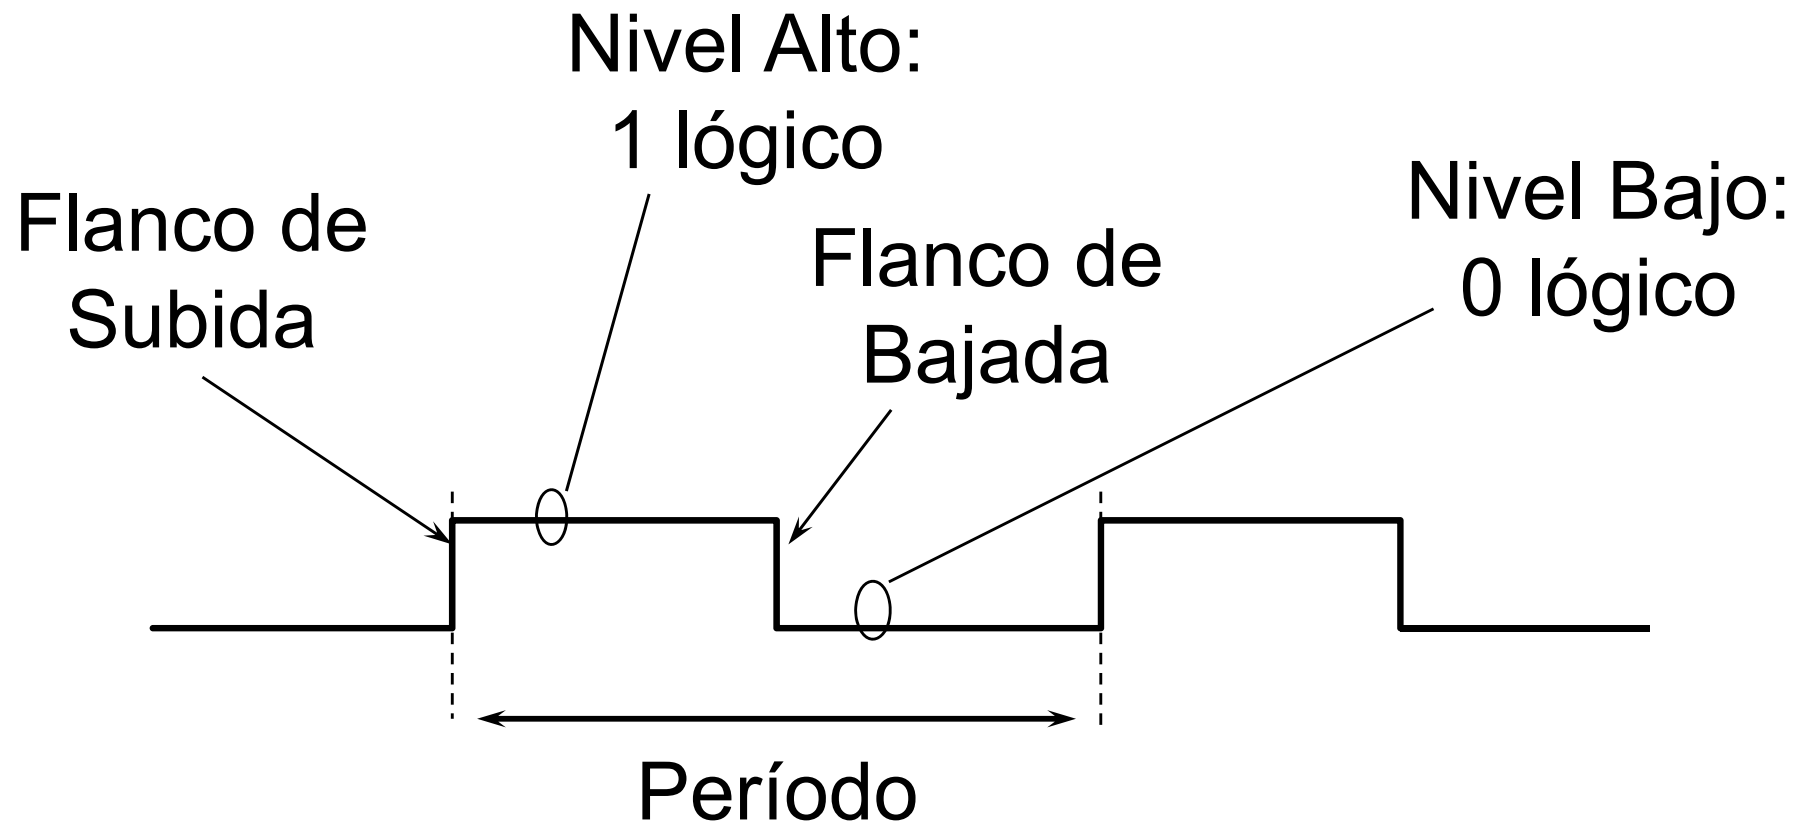 Nivel Alto:
1 lógico
Flanco de
Subida
Flanco de
Bajada
Nivel Bajo:
0 lógico
Período